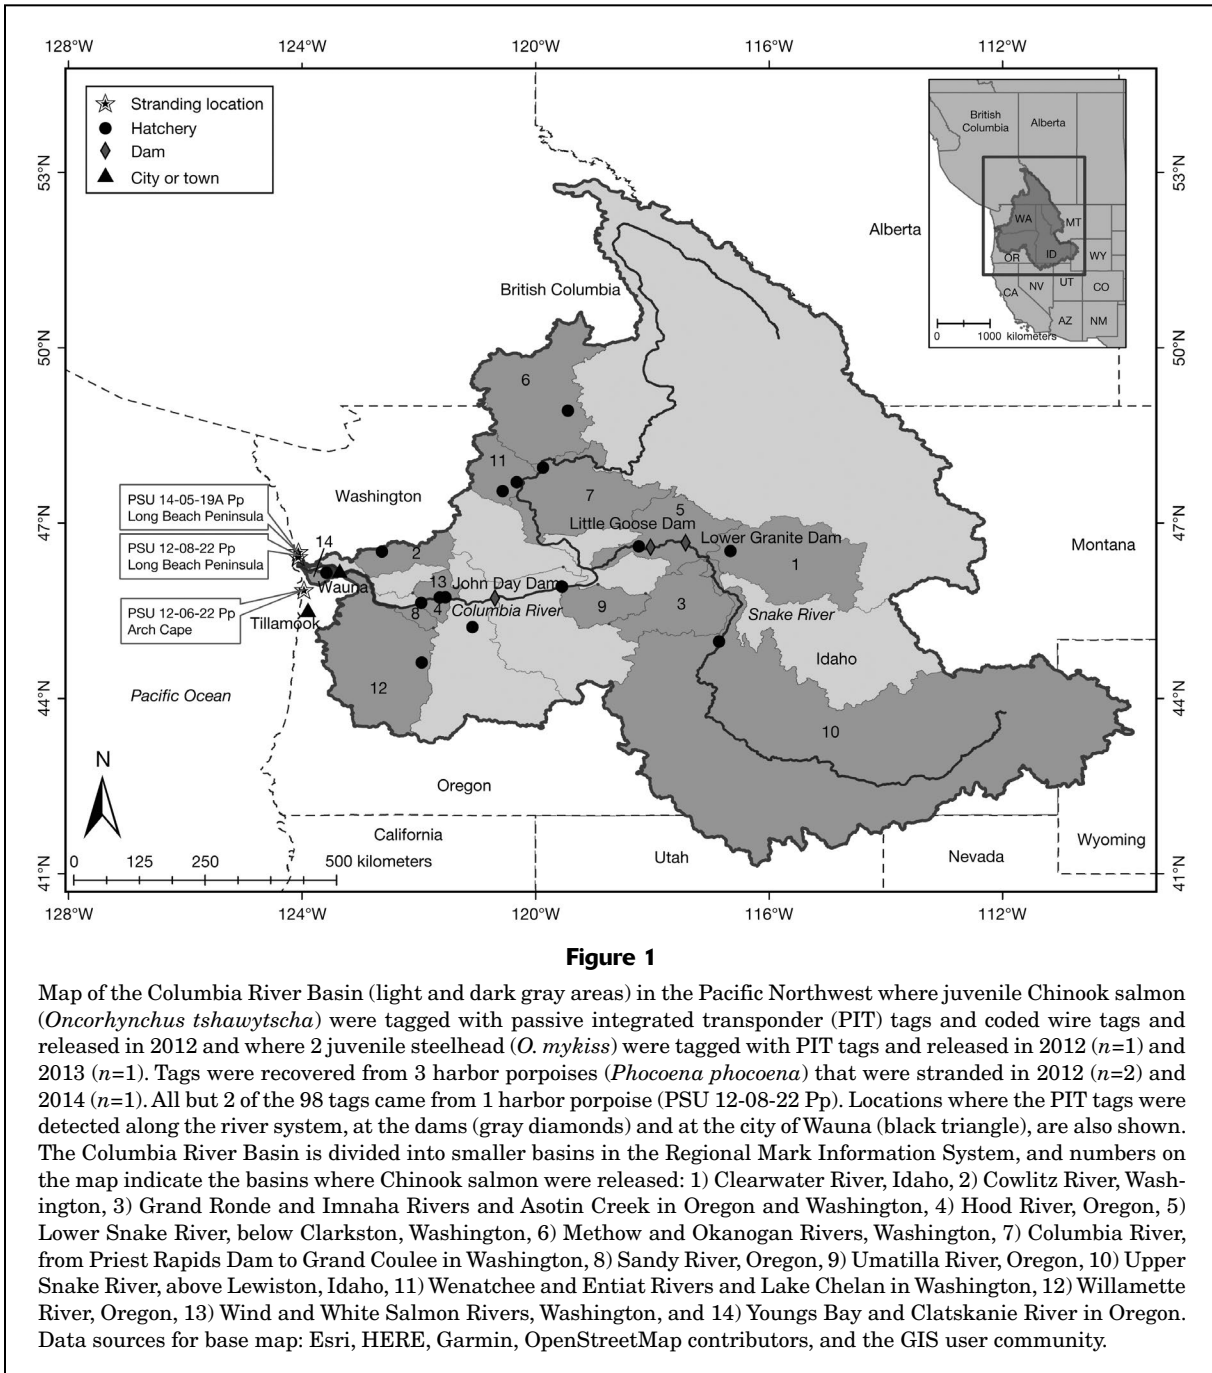 128°W 124°W 120°W 116°W 112°W
Stranding location
Hatchery
Dam
City or town
53°N
53°N
British
Columbia
Alberta
WA
MT
OR
ID
WY
CA
NV
UT
CO
AZ
NM
0 1000 kilometers
Alberta
British Columbia
50°N
50°N
6
11
Washington
7
5
47°N
47°N
PSU 14-05-19A Pp
Long Beach Peninsula
PSU 12-08-22 Pp
Long Beach Peninsula
PSU 12-06-22 Pp
Arch Cape
Little Goose Dam
Lower Granite Dam
Montana
14
2
1
Wauna
13
John Day Dam
Columbia River
4
8
9
3
Snake River
Tillamook
Idaho
12
Pacific Ocean
44°N
44°N
10
N
Oregon
California
Utah
Nevada
Wyoming
0 125 250 500 kilometers
41°N
41°N
128°W 124°W 120°W 116°W 112°W
Figure 1
Map of the Columbia River Basin (light and dark gray areas) in the Pacific Northwest where juvenile Chinook salmon
(Oncorhynchus tshawytscha) were tagged with passive integrated transponder (PIT) tags and coded wire tags and
released in 2012 and where 2 juvenile steelhead (O. mykiss) were tagged with PIT tags and released in 2012 (n=1) and
2013 (n=1). Tags were recovered from 3 harbor porpoises (Phocoena phocoena) that were stranded in 2012 (n=2) and
2014 (n=1). All but 2 of the 98 tags came from 1 harbor porpoise (PSU 12-08-22 Pp). Locations where the PIT tags were
detected along the river system, at the dams (gray diamonds) and at the city of Wauna (black triangle), are also shown.
The Columbia River Basin is divided into smaller basins in the Regional Mark Information System, and numbers on
the map indicate the basins where Chinook salmon were released: 1) Clearwater River, Idaho, 2) Cowlitz River, Wash-
ington, 3) Grand Ronde and Imnaha Rivers and Asotin Creek in Oregon and Washington, 4) Hood River, Oregon, 5)
Lower Snake River, below Clarkston, Washington, 6) Methow and Okanogan Rivers, Washington, 7) Columbia River,
from Priest Rapids Dam to Grand Coulee in Washington, 8) Sandy River, Oregon, 9) Umatilla River, Oregon, 10) Upper
Snake River, above Lewiston, Idaho, 11) Wenatchee and Entiat Rivers and Lake Chelan in Washington, 12) Willamette
River, Oregon, 13) Wind and White Salmon Rivers, Washington, and 14) Youngs Bay and Clatskanie River in Oregon.
Data sources for base map: Esri, HERE, Garmin, OpenStreetMap contributors, and the GIS user community.